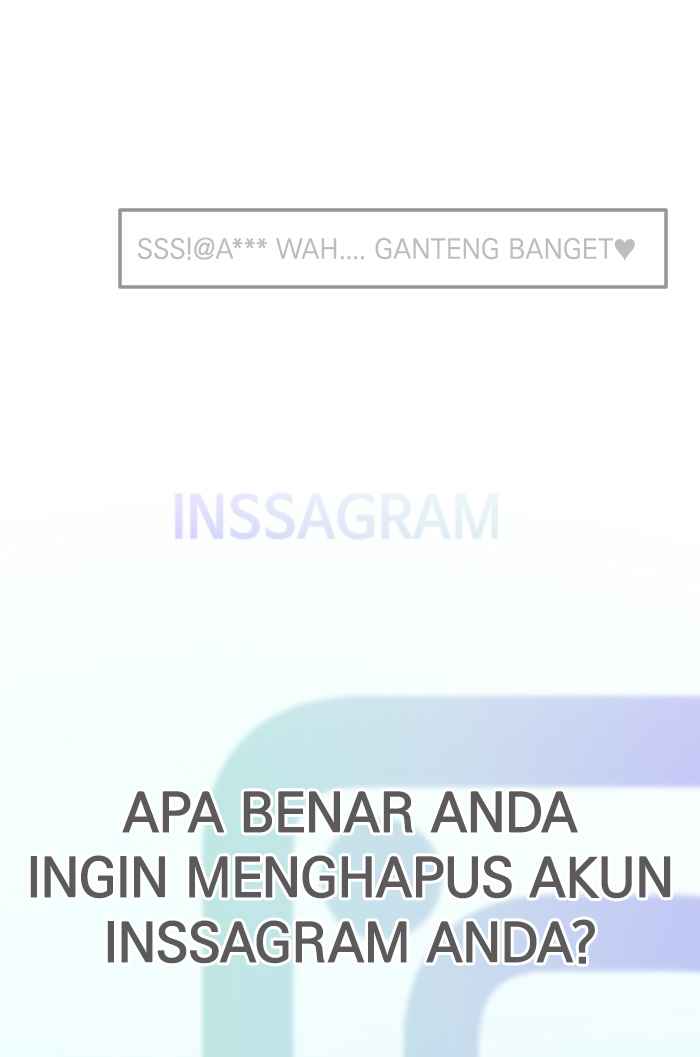 SSS!@A*** WAH.... GANTENG BANGET♥
INSSAGRAM
APA BENAR ANDA
INGIN MENGHAPUS AKUN
INSSAGRAM ANDA?